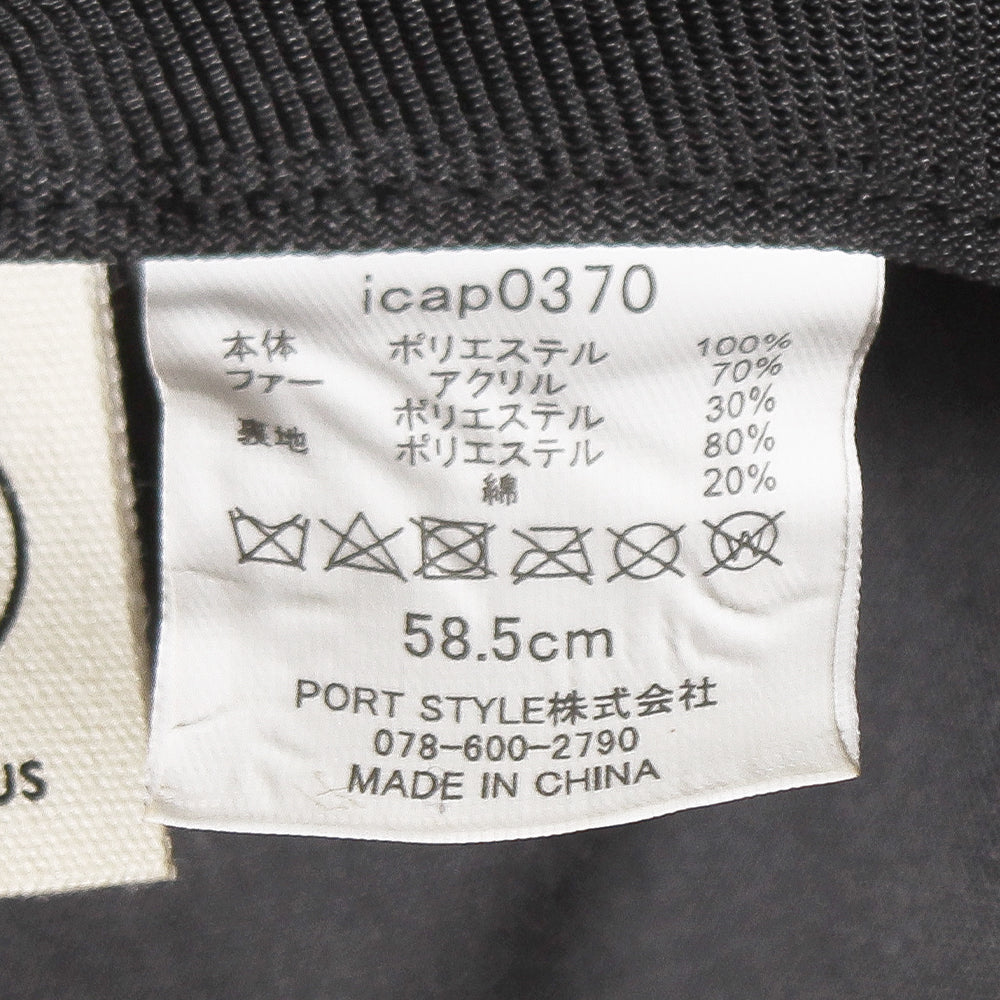 icap0370
本体 ポリエステル 100%
ファー アクリル 70%
ポリエステル 30%
裏地 ポリエステル 80%
綿 20%
58.5cm
PORT STYLE株式会社
078-600-2790
MADE IN CHINA
US